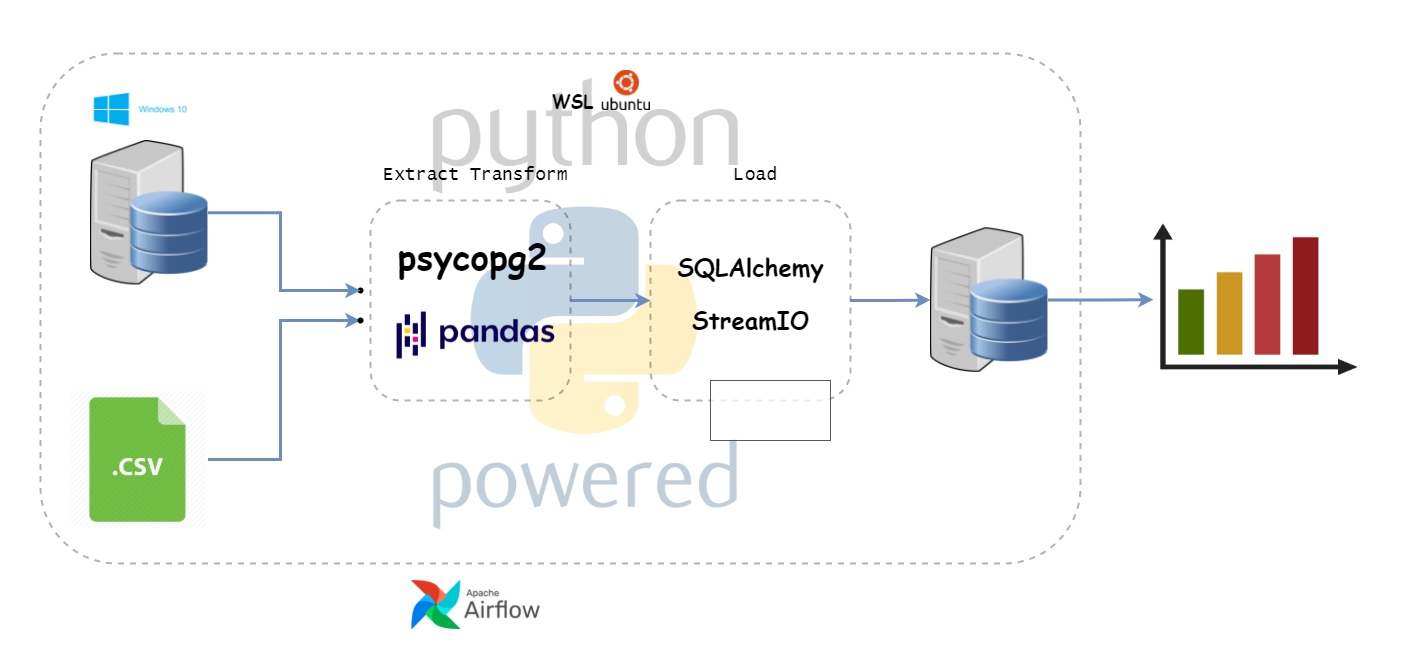 Windows 10
WSL ubuntu
python
Extract Transform
Load
psycopg2
pandas
SQLAlchemy
StreamIO
.CSV
powered
Apache
Airflow